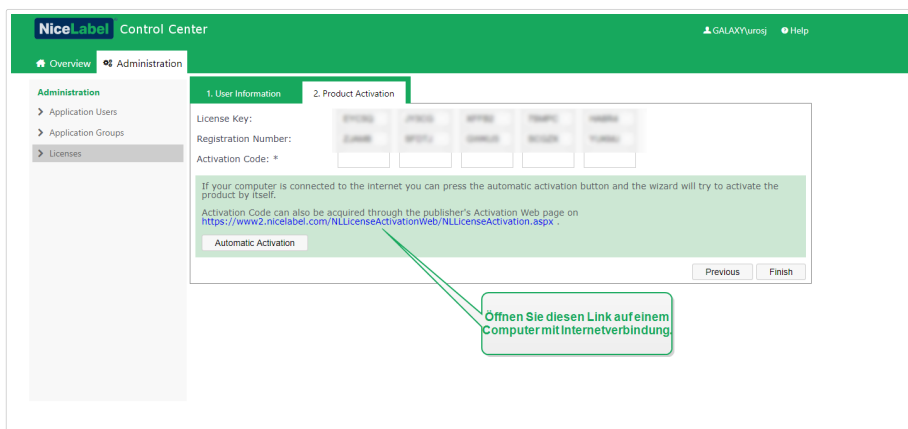 NiceLabel Control Center
GALAXY\urosj Help
Overview Administration
Administration
Application Users
Application Groups
Licenses
1. User Information 2. Product Activation
License Key:
Registration Number:
Activation Code: *
If your computer is connected to the internet you can press the automatic activation button and the wizard will try to activate the
product by itself.
Activation Code can also be acquired through the publisher's Activation Web page on
https://www2.nicelabel.com/NLLicenseActivationWeb/NLLicenseActivation.aspx .
Automatic Activation
Previous Finish
Öffnen Sie diesen Link auf einem
Computer mit Internetverbindung.